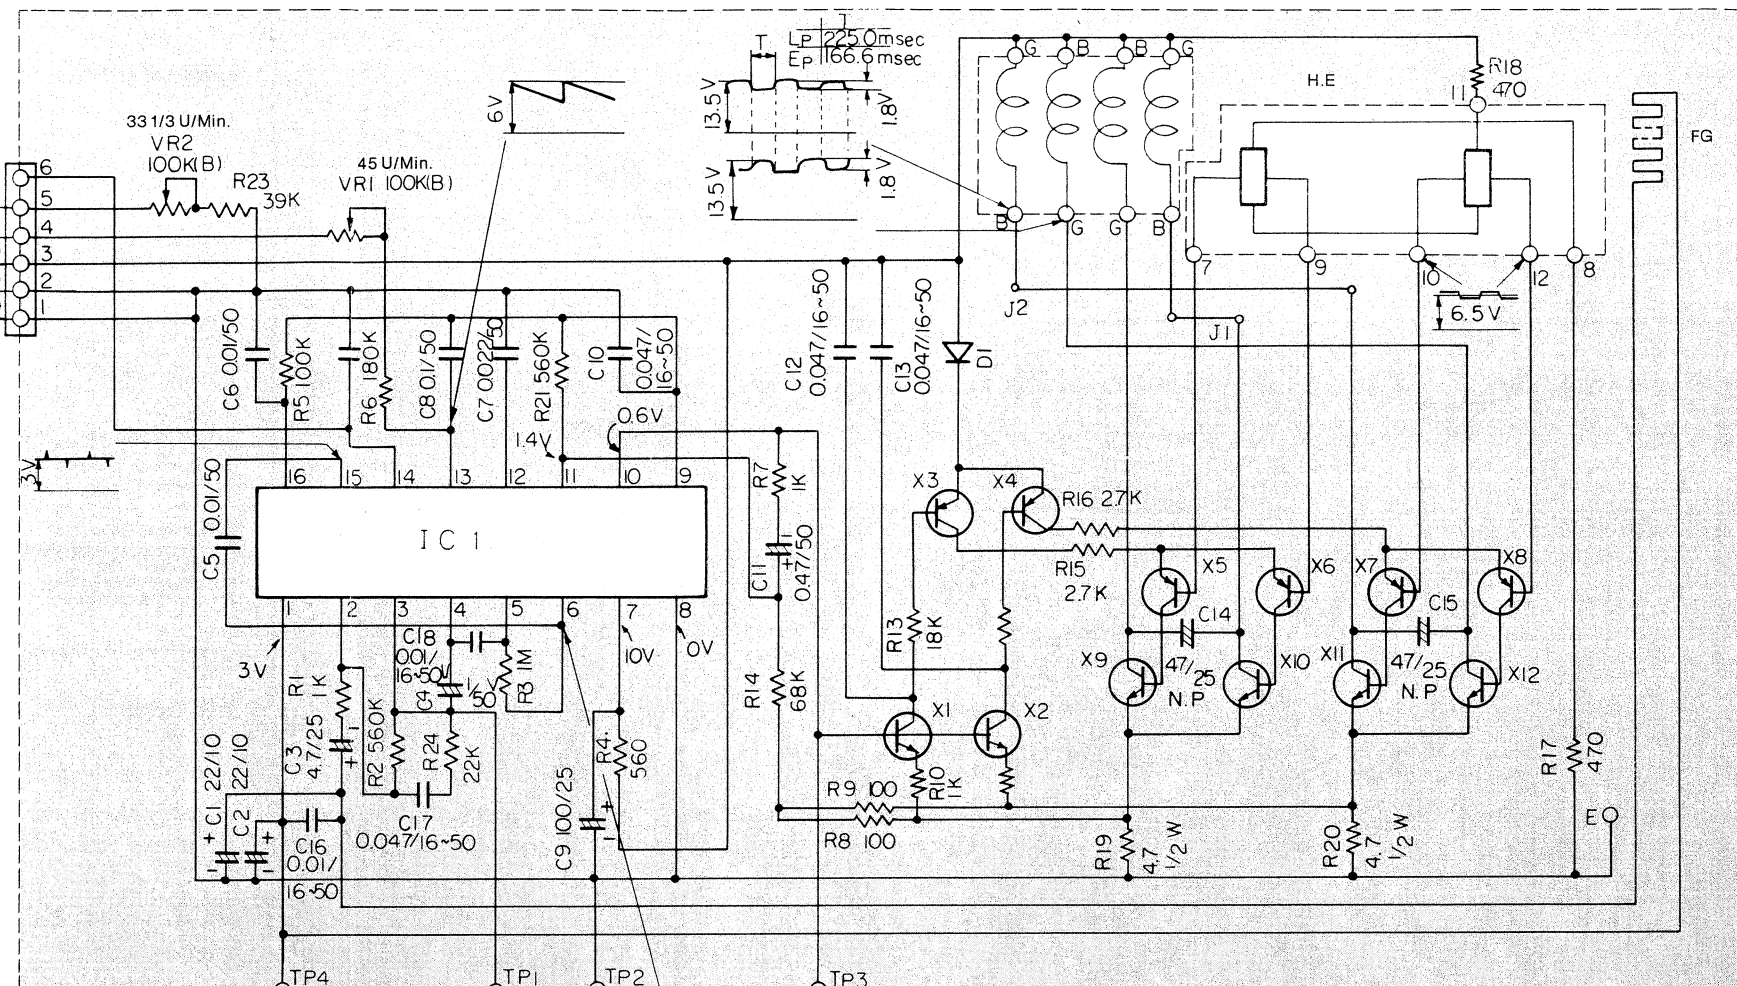 T
T
LP 225.0msec
EP 166.6 msec
13.5V
1.8V
13.5V
1.8V
6V
33 1/3 U/Min.
VR2
100K(B)
R23
39K
45 U/Min.
VR1 100K(B)
6
5
4
3
2
1
G
B
B
G
H.E
R18
470
11
FG
B
G
G
B
7
9
10
12
8
6.5V
J2
J1
C6 0.01/50
R5 100K
R6 180K
C8 0.1/50
C7 0.0022/50
R21 560K
C10
0.047/
16~50
C12
0.047/16~50
C13
0.047/16~50
D1
0.6V
1.4V
3V
C5 0.01/50
16
15
14
13
12
11
10
9
R7
1K
C11
0.47/50
+
X3
X4
R16 2.7K
R15
2.7K
IC 1
X5
X6
X7
X8
C14
47/25
N.P
C15
47/25
N.P
1
2
3
4
5
6
7
8
3V
10V
0V
C18
0.01/
16~50
C4
1/50V
R3 1M
R13
18K
R14
68K
X9
X10
X11
X12
R1
1K
C3
4.7/25
+
-
R2 560K
R24
22K
R4.
560
C9 100/25
+
-
X1
X2
R10
1K
R9 100
R8 100
R17
470
C1 22/10
+
-
C2 22/10
+
-
C16
0.01/
16~50
C17
0.047/16~50
R19
4.7
1/2W
R20
4.7
1/2W
E
TP4
TP1
TP2
TP3